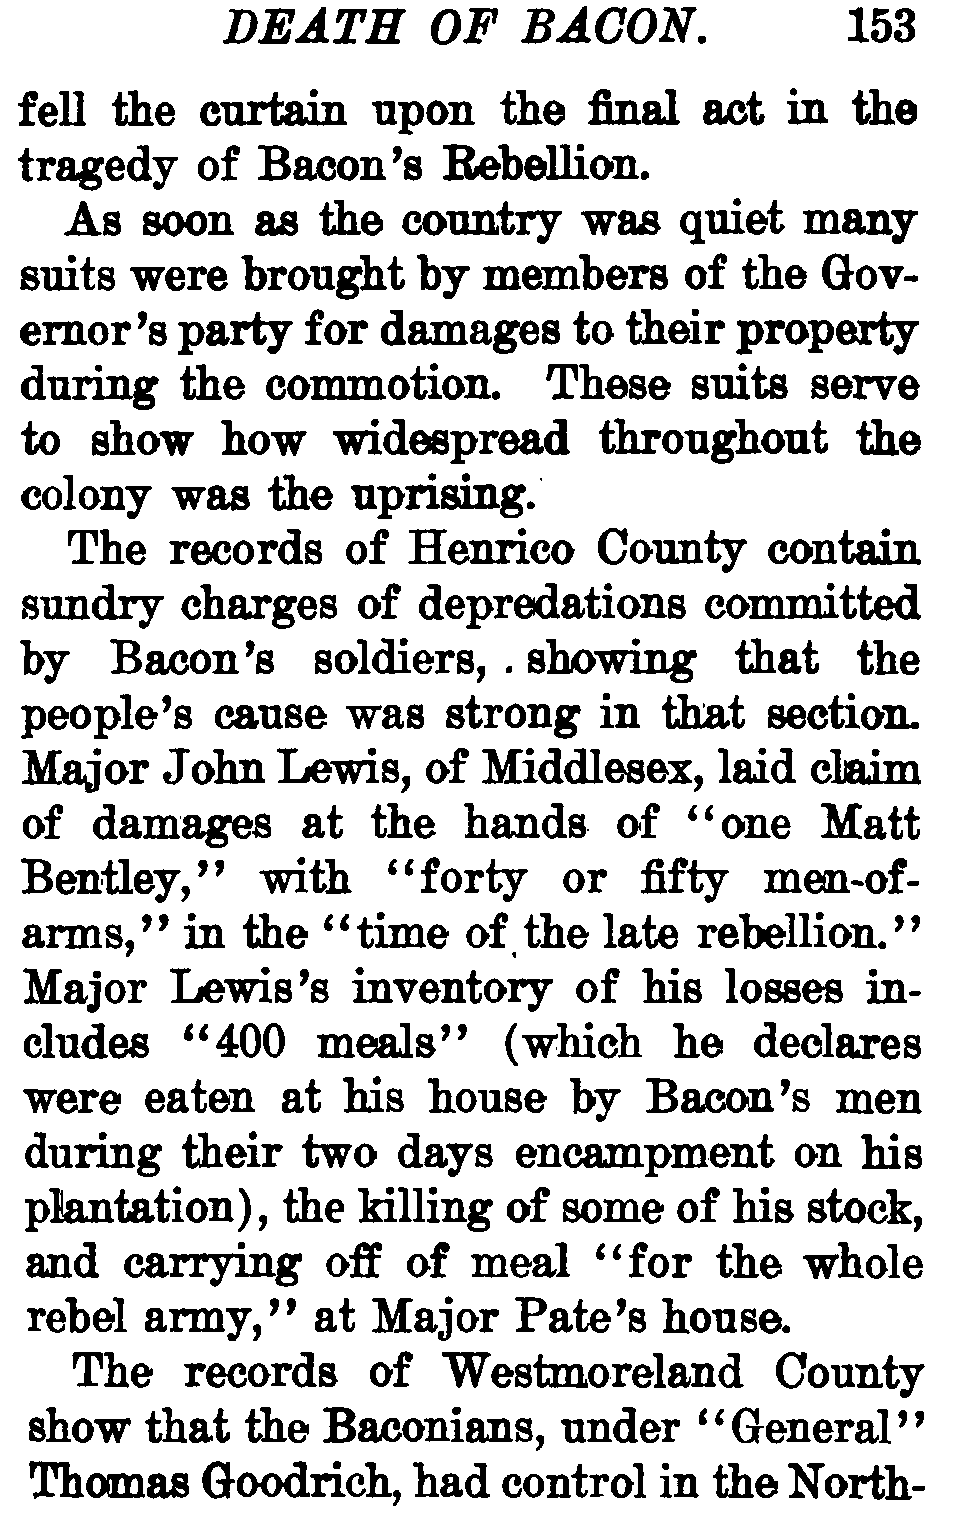 DEATH OF BACON. 153
fell the curtain upon the final act in the
tragedy of Bacon's Rebellion.
As soon as the country was quiet many
suits were brought by members of the Gov-
ernor's party for damages to their property
during the commotion. These suits serve
to show how widespread throughout the
colony was the uprising.
The records of Henrico County contain
sundry charges of depredations committed
by Bacon's soldiers, . showing that the
people's cause was strong in that section.
Major John Lewis, of Middlesex, laid claim
of damages at the hands of "one Matt
Bentley," with "forty or fifty men-of-
arms," in the "time of the late rebellion."
Major Lewis's inventory of his losses in-
cludes "400 meals" (which he declares
were eaten at his house by Bacon's men
during their two days encampment on his
plantation), the killing of some of his stock,
and carrying off of meal "for the whole
rebel army," at Major Pate's house.
The records of Westmoreland County
show that the Baconians, under "General"
Thomas Goodrich, had control in the North-